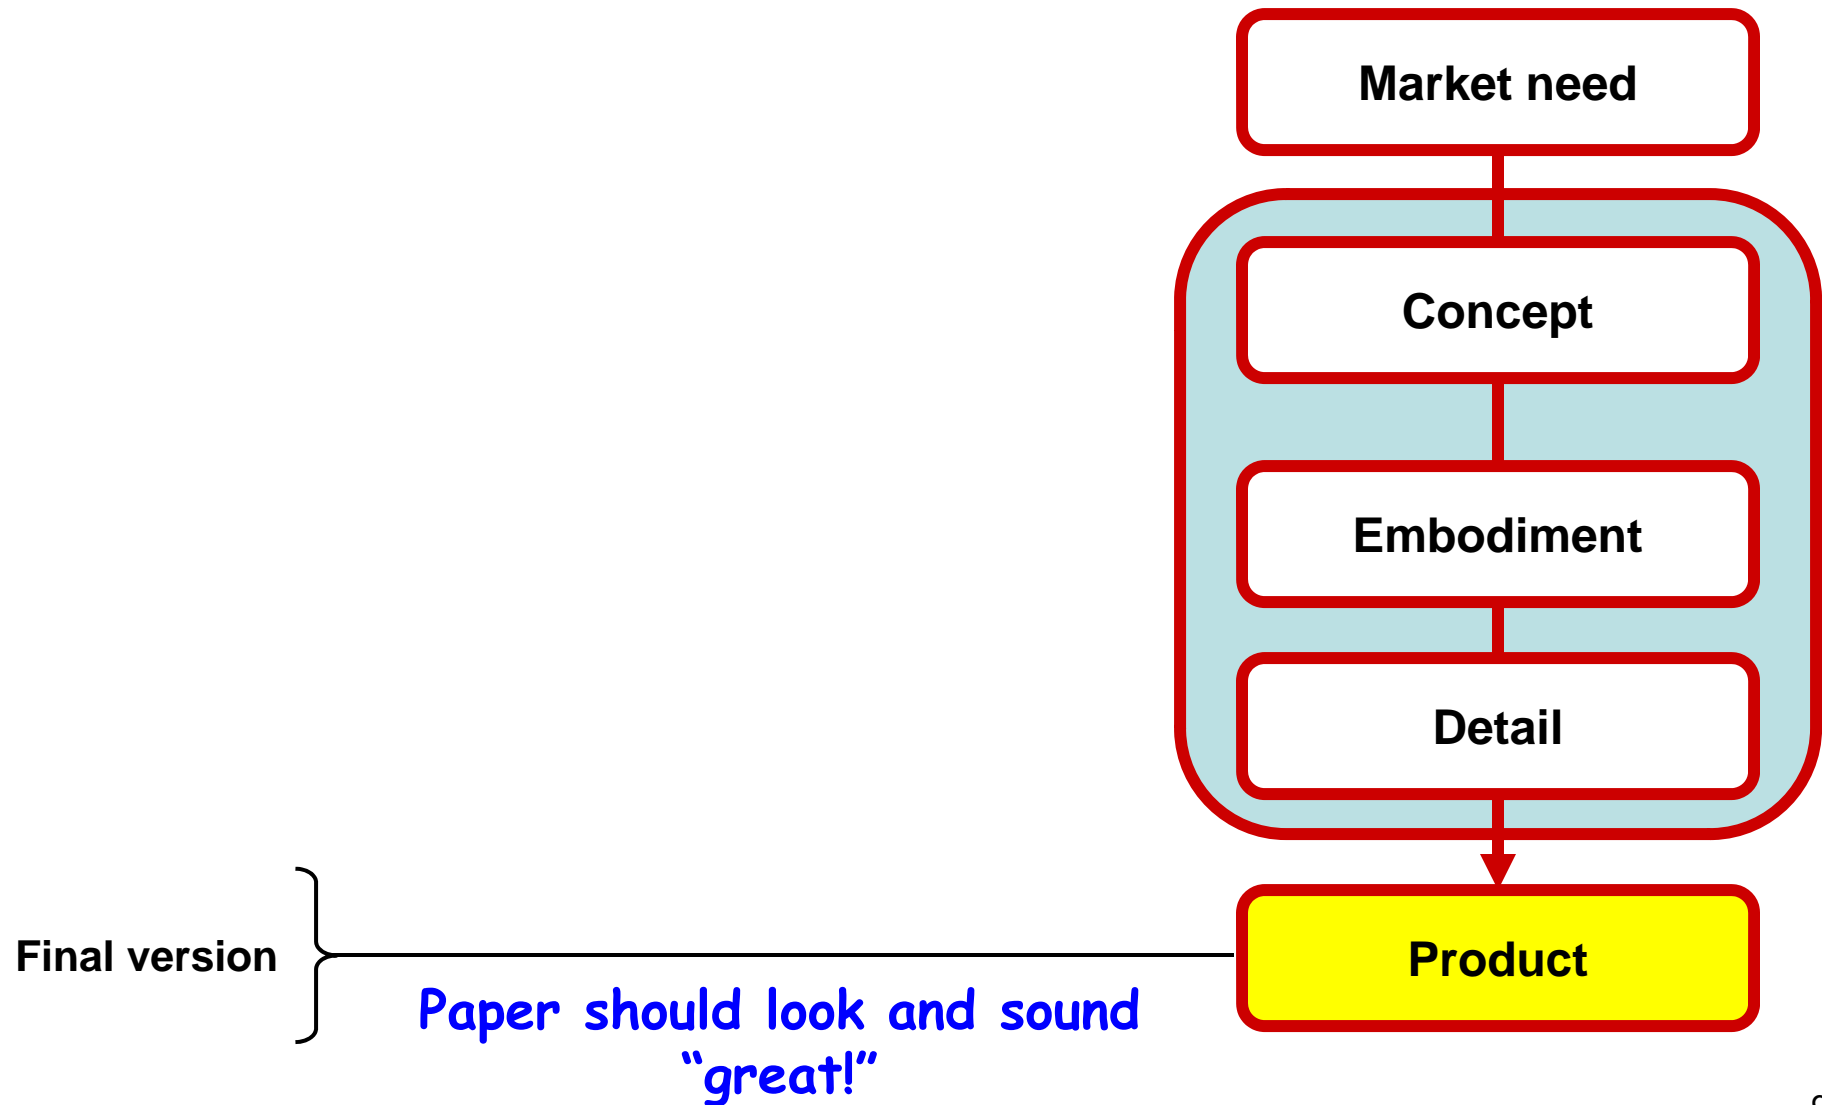 Market need
Concept
Embodiment
Detail
Final version
Product
Paper should look and sound
“great!”